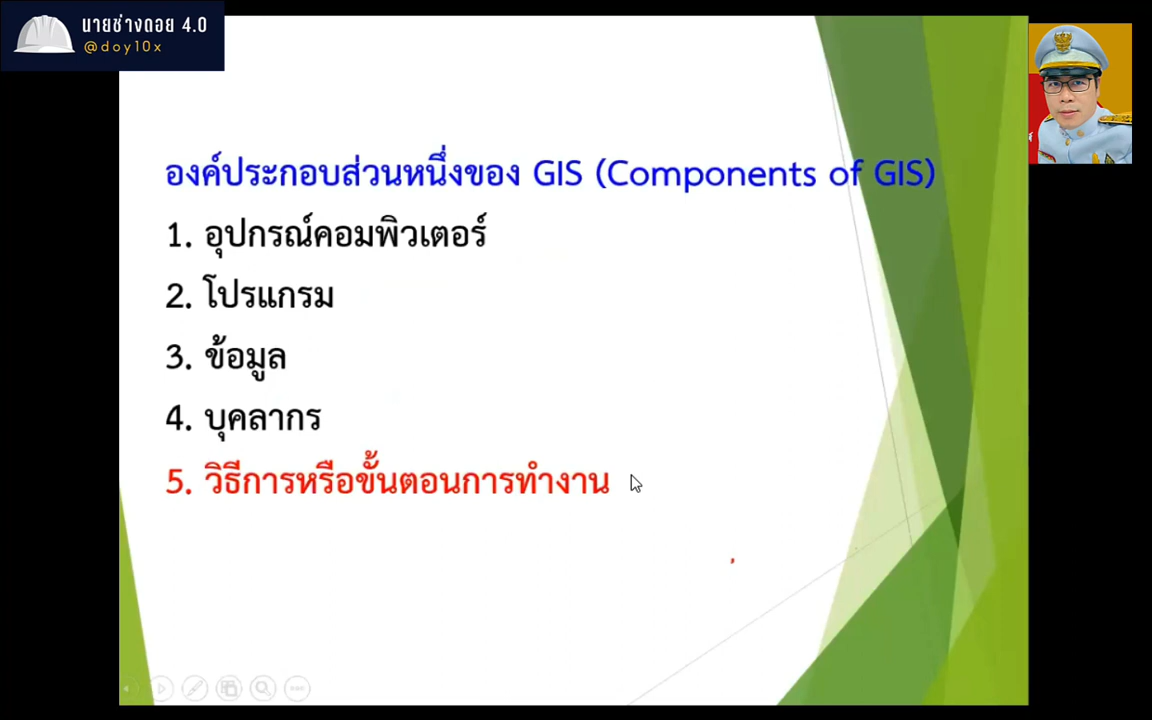 นายช่างดอย 4.0
@doy10x
องค์ประกอบส่วนหนึ่งของ GIS (Components of GIS)
1. อุปกรณ์คอมพิวเตอร์
2. โปรแกรม
3. ข้อมูล
4. บุคลากร
5. วิธีการหรือขั้นตอนการทำงาน